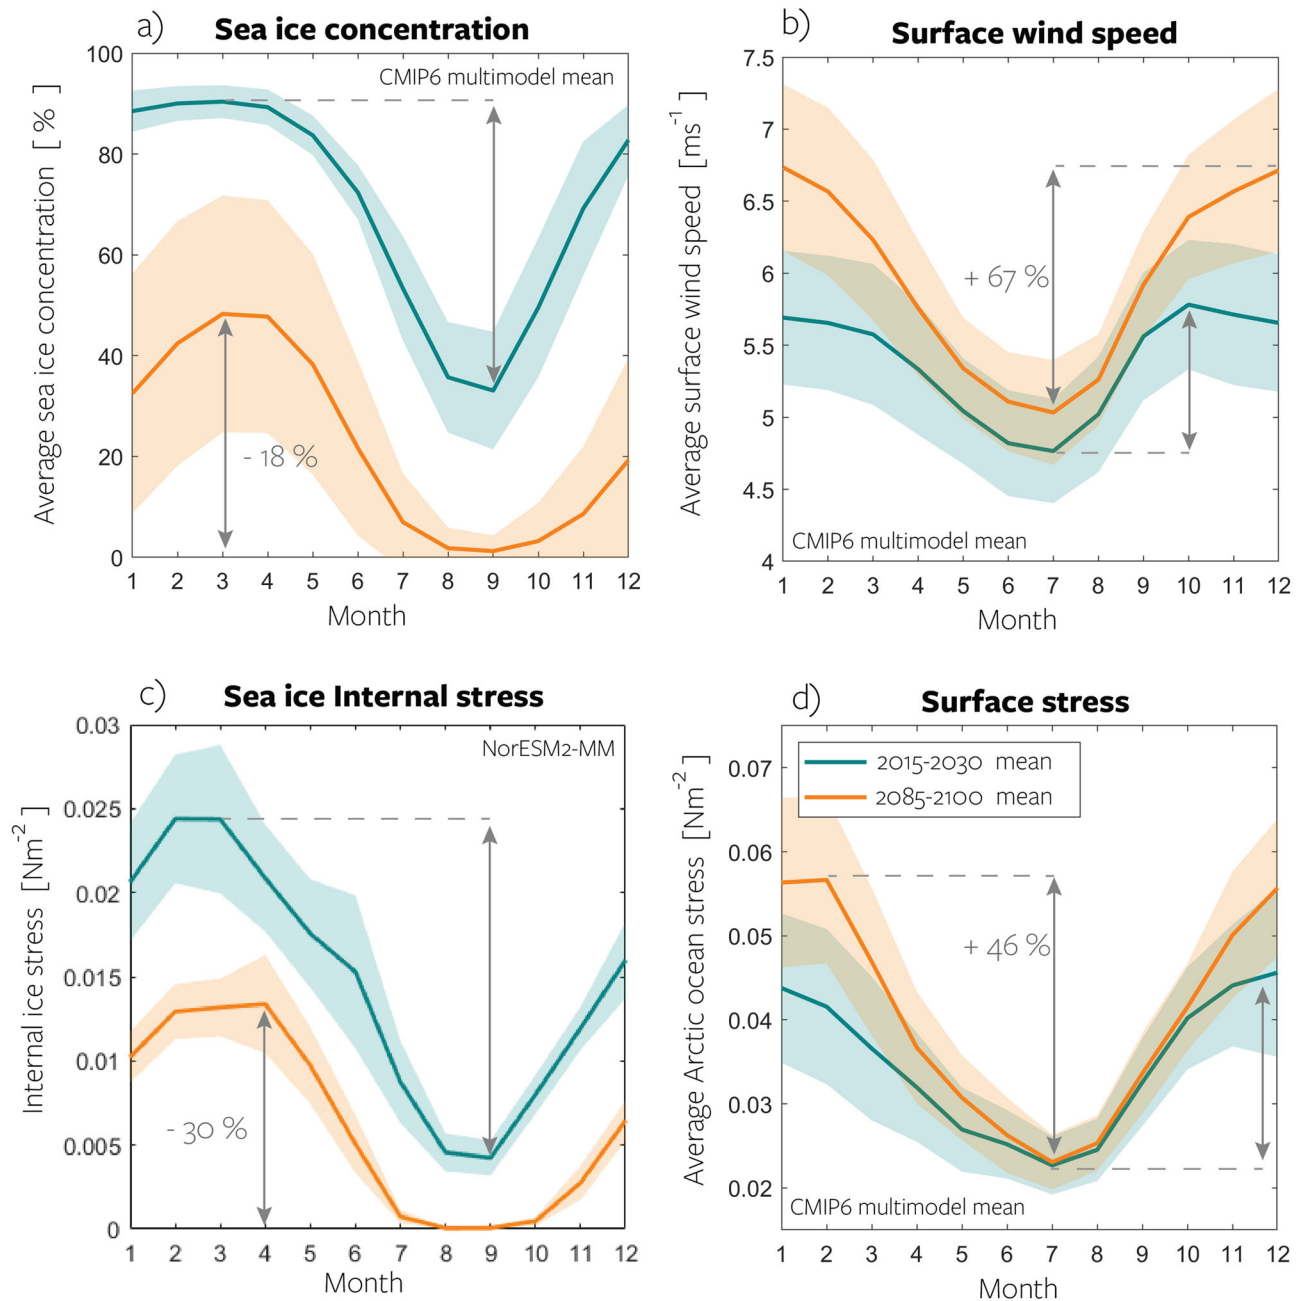 a)
Sea ice concentration
CMIP6 multimodel mean
Average sea ice concentration [ % ]
100
80
60
40
20
0
- 18 %
1 2 3 4 5 6 7 8 9 10 11 12
Month
b)
Surface wind speed
Average surface wind speed [ms-1]
7.5
7
6.5
6
5.5
5
4.5
4
+ 67 %
CMIP6 multimodel mean
1 2 3 4 5 6 7 8 9 10 11 12
Month
c)
Sea ice Internal stress
NorESM2-MM
Internal ice stress [Nm-2]
0.03
0.025
0.02
0.015
0.01
0.005
0
- 30 %
1 2 3 4 5 6 7 8 9 10 11 12
Month
d)
Surface stress
2015-2030 mean
2085-2100 mean
Average Arctic ocean stress [Nm-2]
0.07
0.06
0.05
0.04
0.03
0.02
+ 46 %
CMIP6 multimodel mean
1 2 3 4 5 6 7 8 9 10 11 12
Month